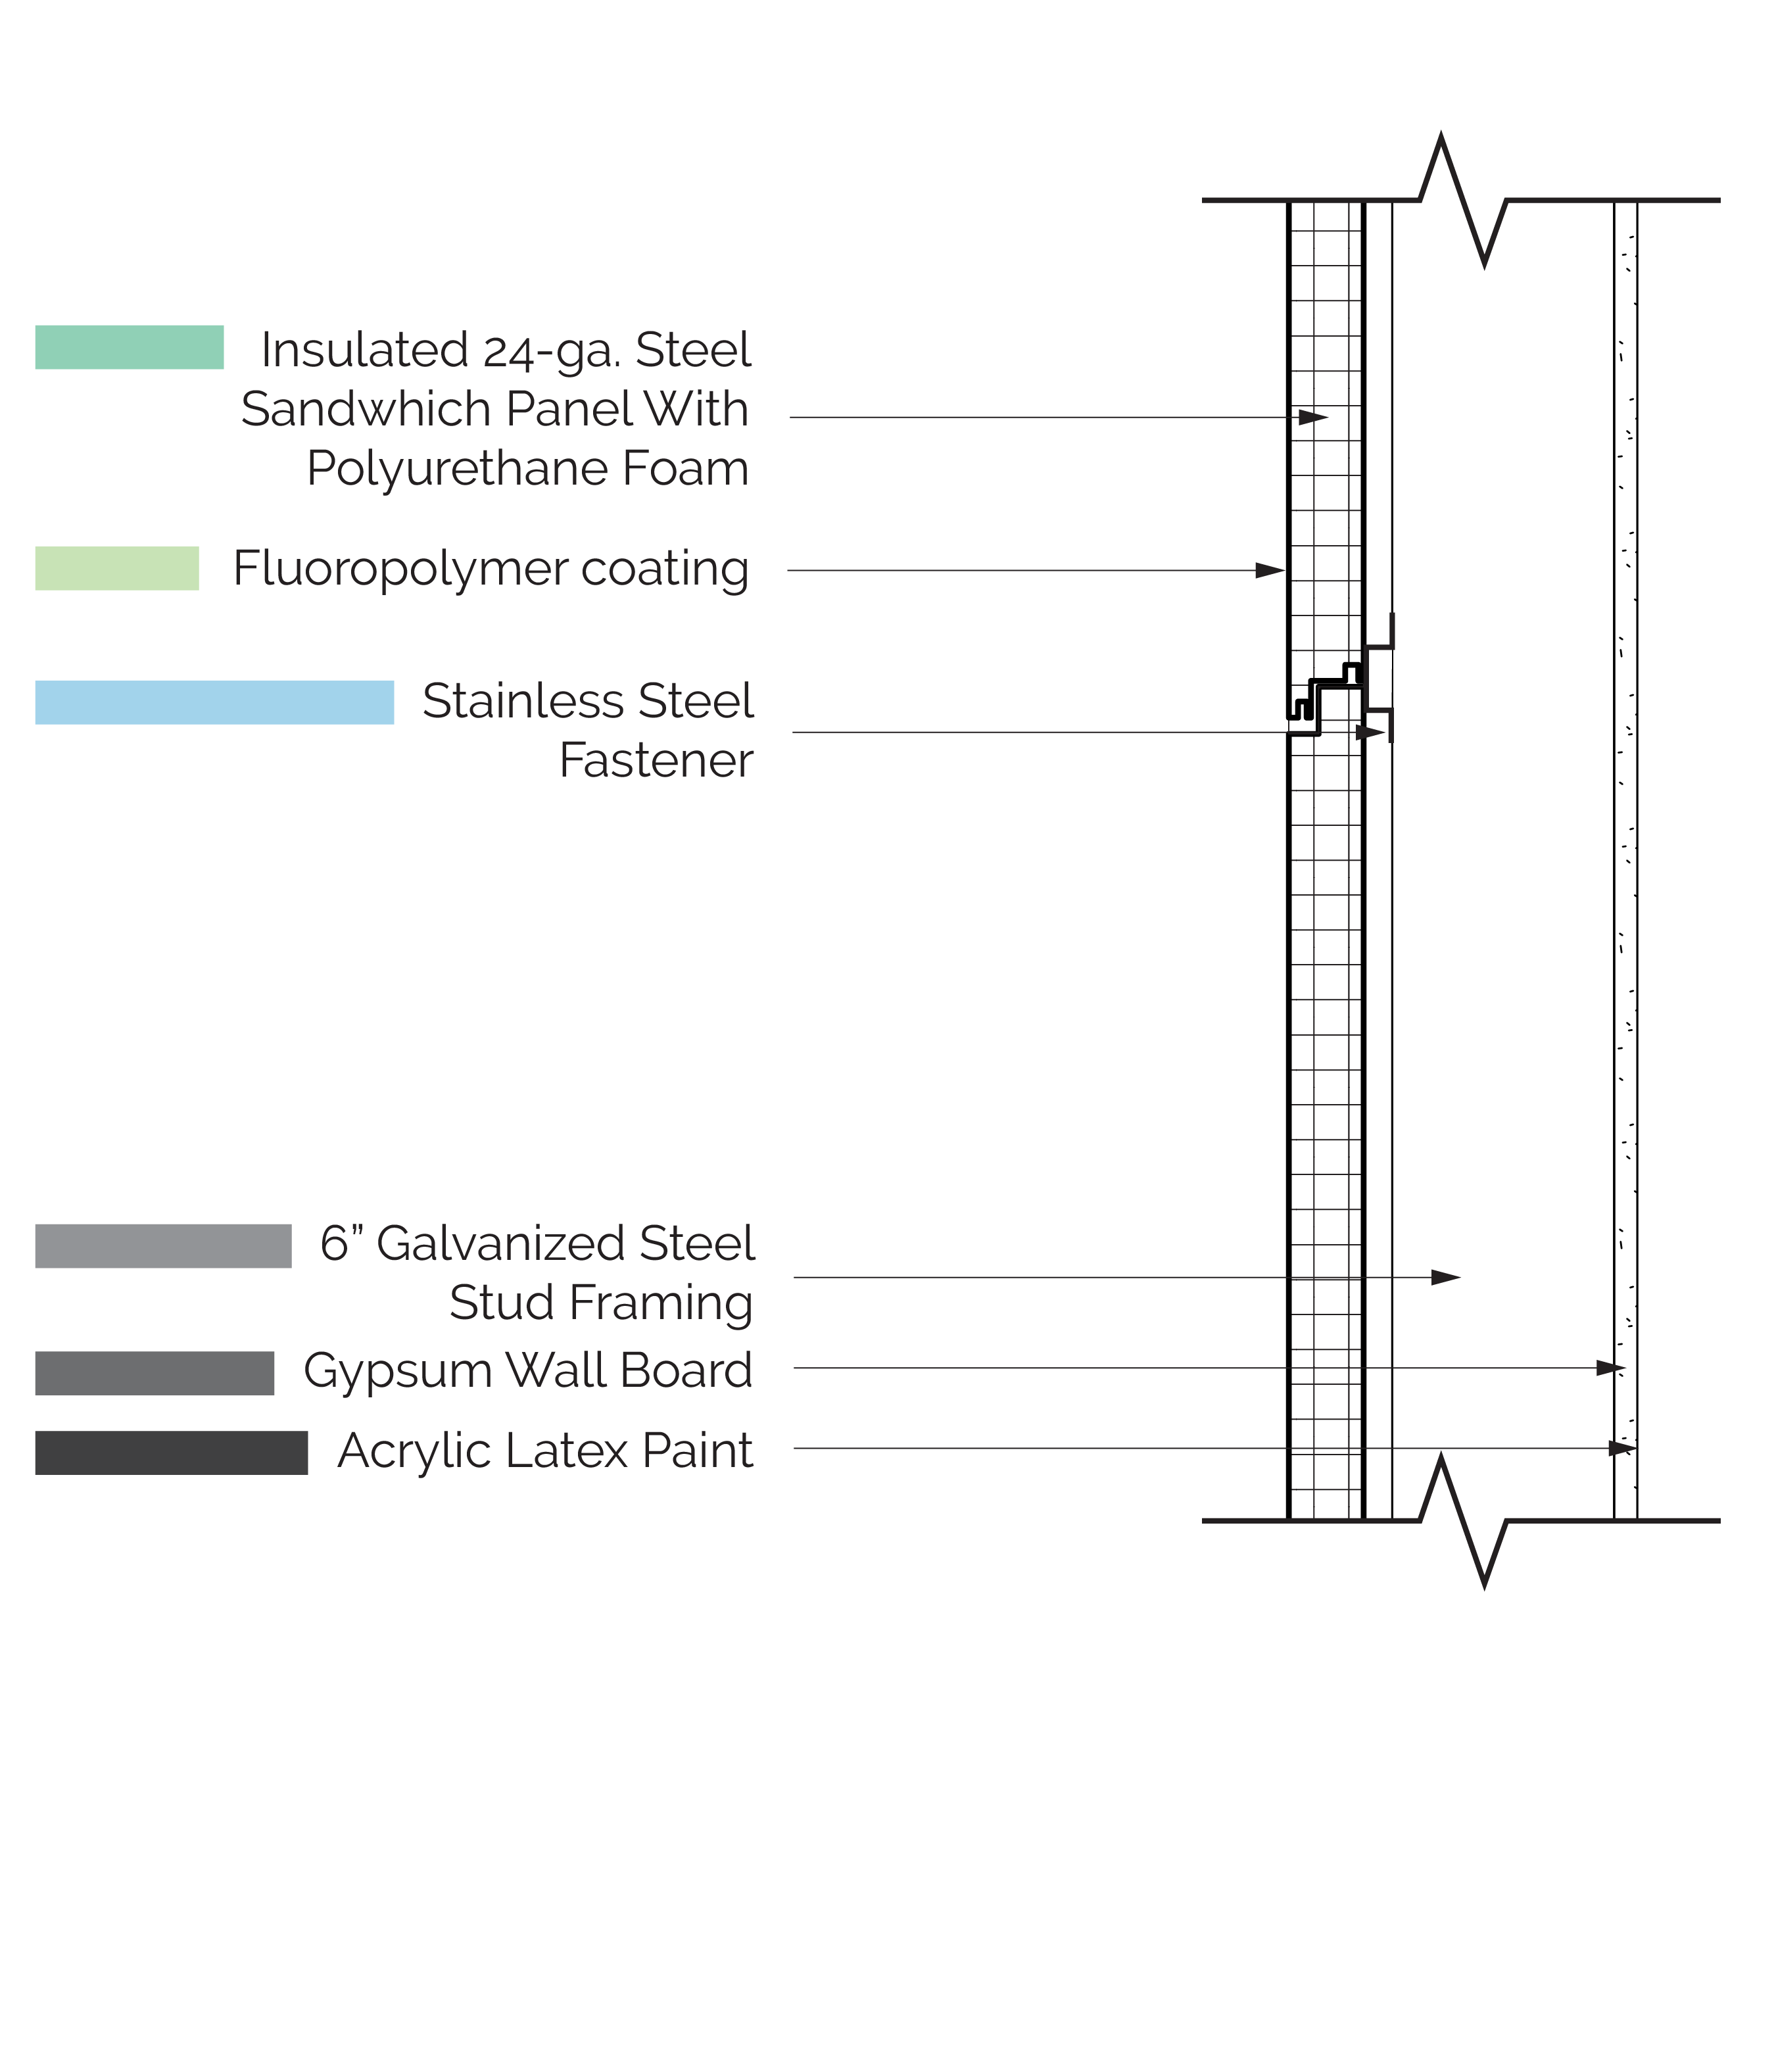 Insulated 24-ga. Steel
Sandwhich Panel With
Polyurethane Foam
Fluoropolymer coating
Stainless Steel
Fastener
6” Galvanized Steel
Stud Framing
Gypsum Wall Board
Acrylic Latex Paint